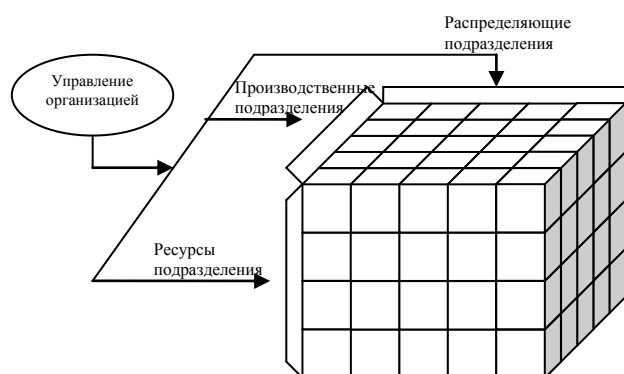 Распределяющие
подразделения
Управление
организацией
Производственные
подразделения
Ресурсы
подразделения